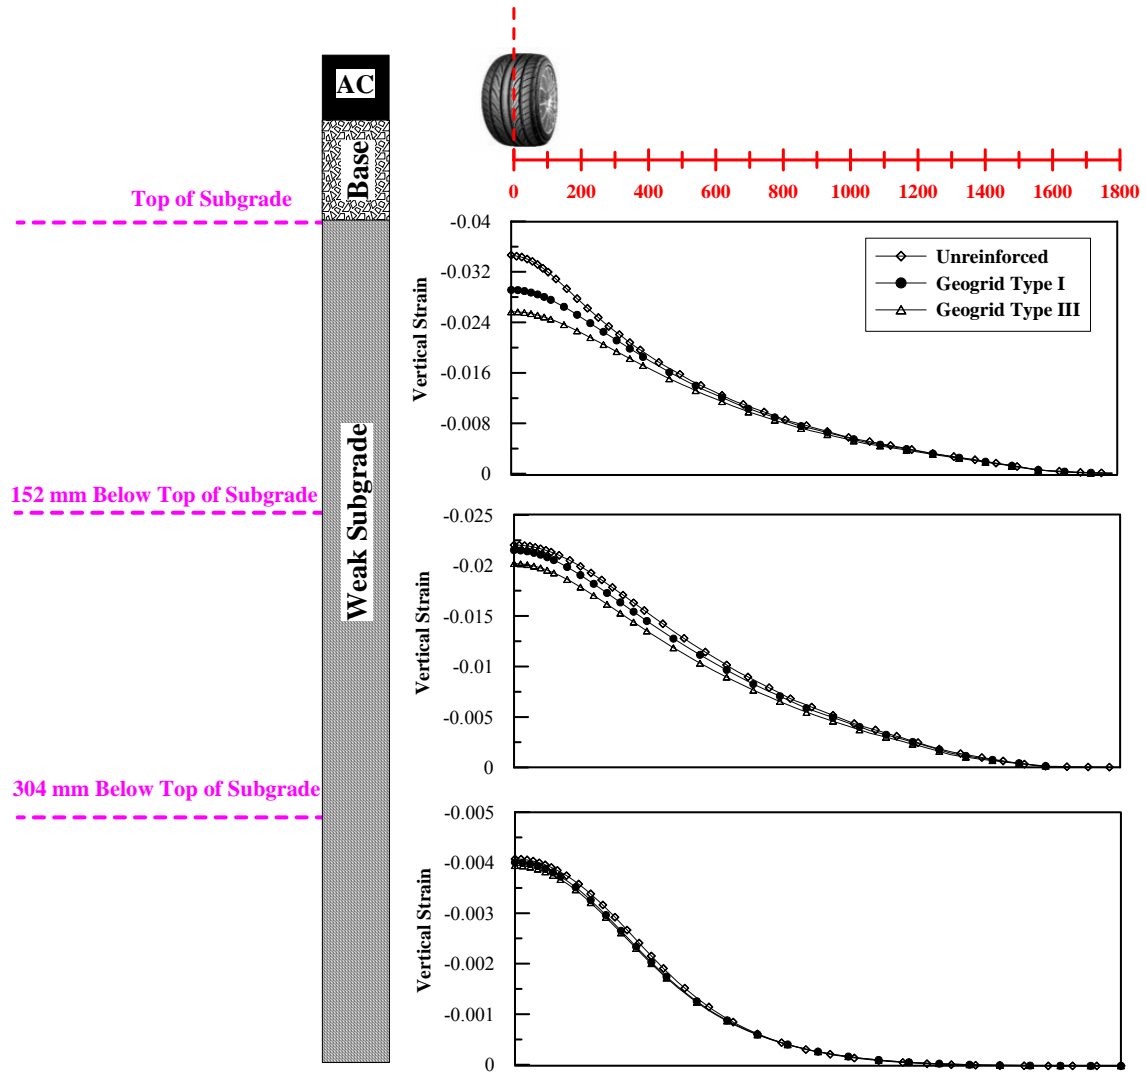 AC
Base
Top of Subgrade
0 200 400 600 800 1000 1200 1400 1600 1800
-0.04
-0.032
-0.024
-0.016
-0.008
0
Vertical Strain
Unreinforced
Geogrid Type I
Geogrid Type III
Weak Subgrade
152 mm Below Top of Subgrade
-0.025
-0.02
-0.015
-0.01
-0.005
0
Vertical Strain
304 mm Below Top of Subgrade
-0.005
-0.004
-0.003
-0.002
-0.001
0
Vertical Strain